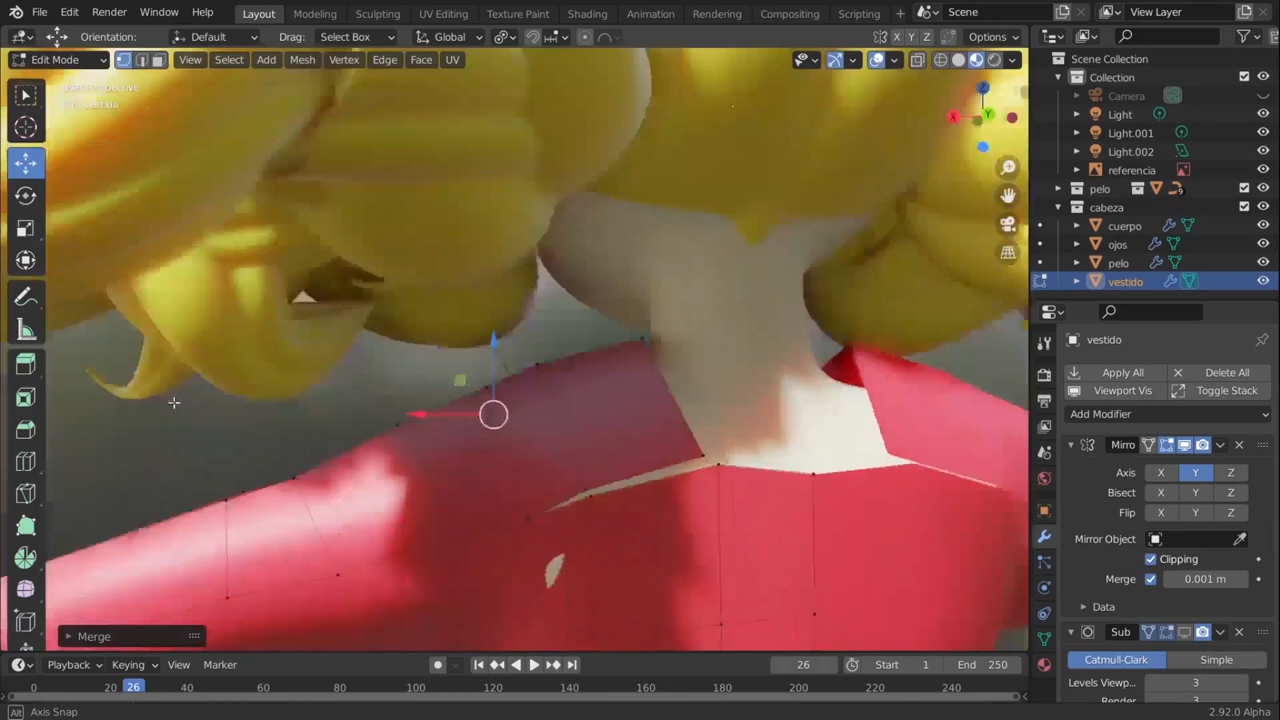 File Edit Render Window Help Layout Modeling Sculpting UV Editing Texture Paint Shading Animation Rendering Compositing Scripting + Scene View Layer
Orientation: Default Drag: Select Box Global X Y Z Options
Edit Mode View Select Add Mesh Vertex Edge Face UV
Scene Collection
Collection
Camera
Light
Light.001
Light.002
referencia
pelo 9
cabeza
cuerpo
ojos
pelo
vestido
X Y Z
vestido
Apply All Delete All
Viewport Vis Toggle Stack
Add Modifier
Mirro
Axis X Y Z
Bisect X Y Z
Flip X Y Z
Mirror Object
Clipping
Merge 0.001 m
Data
Sub
Catmull-Clark Simple
Levels Viewp... 3
Render 3
Merge
Playback Keying View Marker 26 Start 1 End 250
0 20 26 40 60 80 100 120 140 160 180 200 220 240
Alt Axis Snap 2.92.0 Alpha